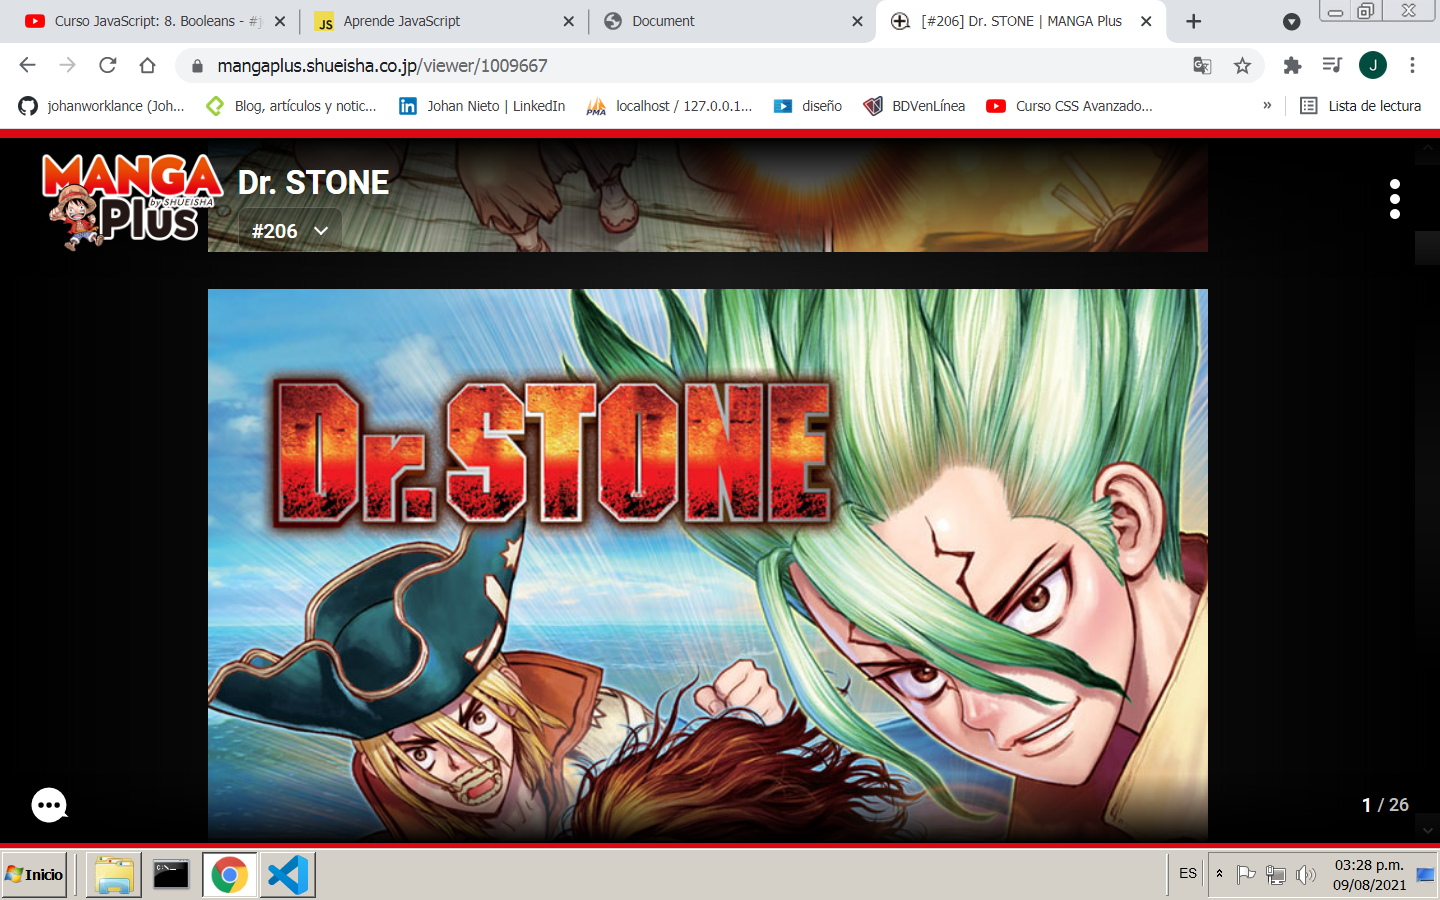 Curso JavaScript: 8. Booleans - #j
Aprende JavaScript
Document
[#206] Dr. STONE | MANGA Plus
mangaplus.shueisha.co.jp/viewer/1009667
J
johanworklance (Joh...
Blog, artículos y notic...
Johan Nieto | LinkedIn
localhost / 127.0.0.1...
diseño
BDVenLínea
Curso CSS Avanzado...
»
Lista de lectura
MANGA
by SHUEISHA
Plus
Dr. STONE
#206
Dr. STONE
1 / 26
Inicio
ES
03:28 p.m.
09/08/2021